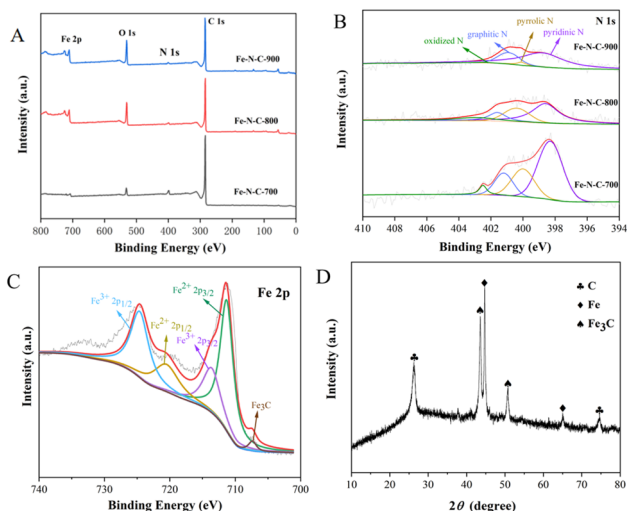 A
Fe 2p
O 1s
N 1s
C 1s
Fe-N-C-900
Fe-N-C-800
Fe-N-C-700
Intensity (a.u.)
800 700 600 500 400 300 200 100 0
Binding Energy (eV)
B
N 1s
oxidized N
graphitic N
pyrrolic N
pyridinic N
Fe-N-C-900
Fe-N-C-800
Fe-N-C-700
Intensity (a.u.)
410 408 406 404 402 400 398 396 394
Binding Energy (eV)
C
Fe 2p
Fe³⁺ 2p₁/₂
Fe²⁺ 2p₁/₂
Fe²⁺ 2p₃/₂
Fe³⁺ 2p₃/₂
Fe₃C
Intensity (a.u.)
740 730 720 710 700
Binding Energy (eV)
D
♣ C
♦ Fe
♠ Fe₃C
Intensity (a.u.)
10 20 30 40 50 60 70 80
2θ (degree)